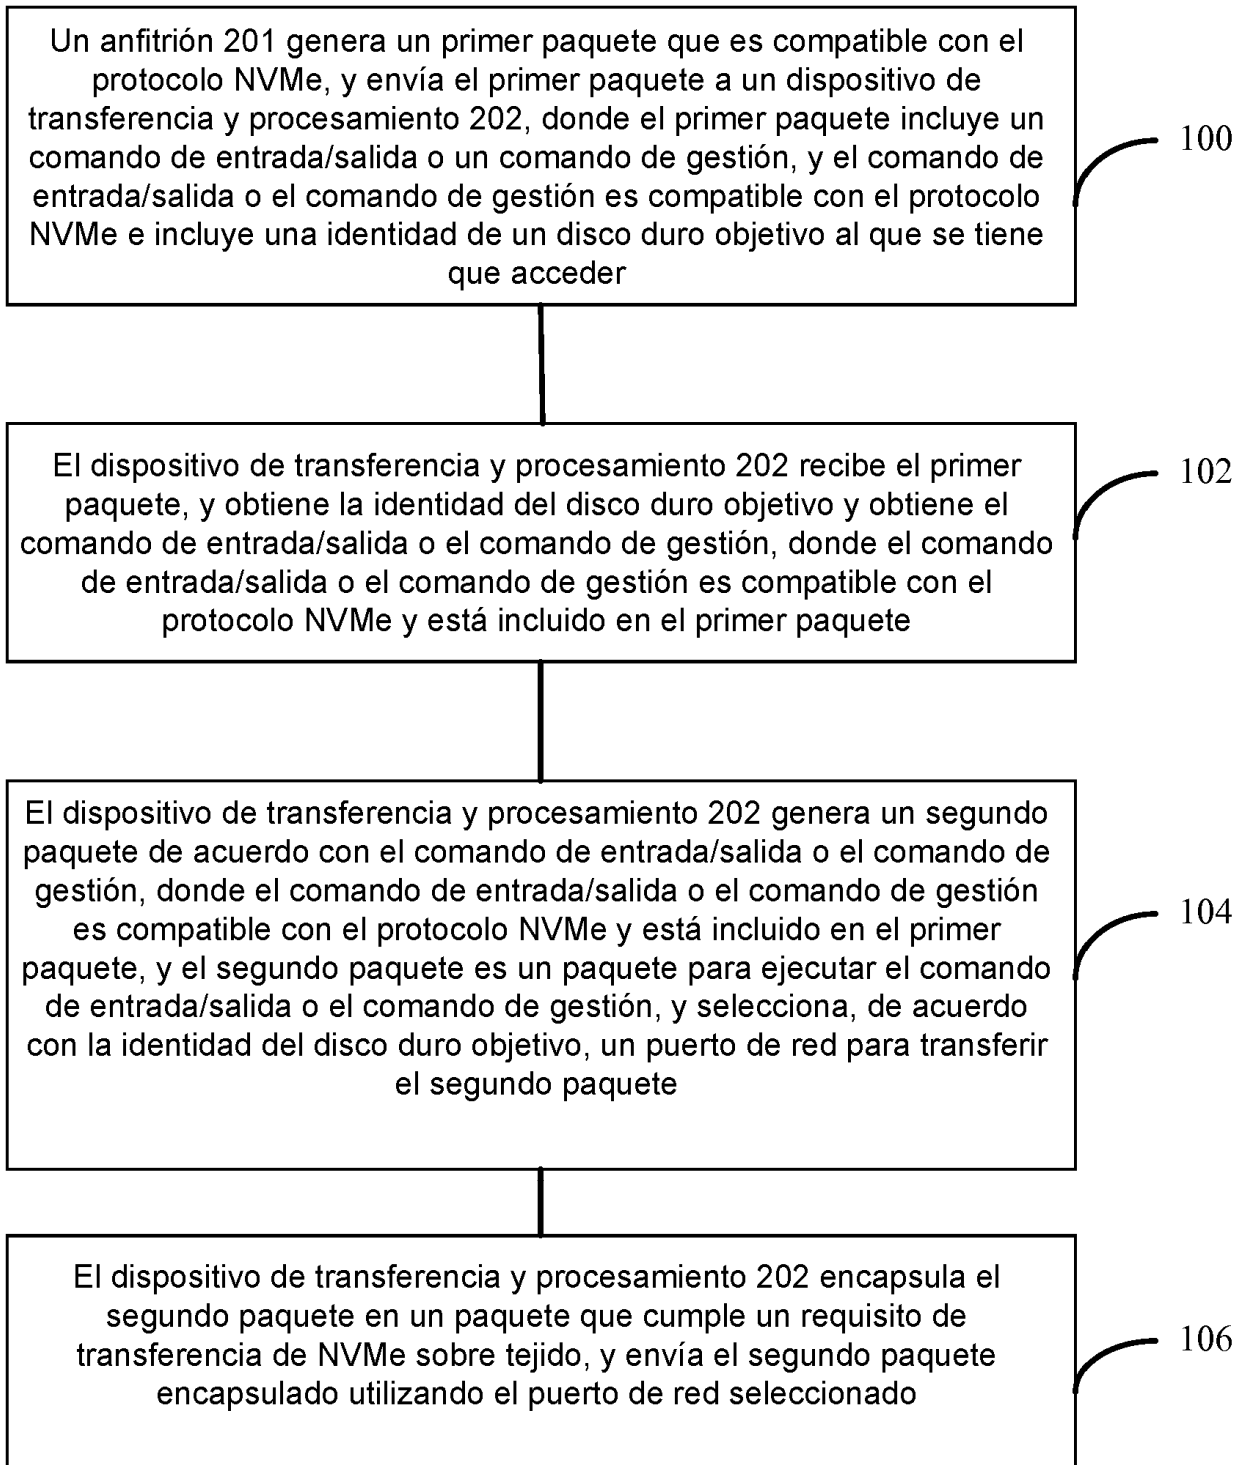 Un anfitrión 201 genera un primer paquete que es compatible con el
protocolo NVMe, y envía el primer paquete a un dispositivo de
transferencia y procesamiento 202, donde el primer paquete incluye un
comando de entrada/salida o un comando de gestión, y el comando de
entrada/salida o el comando de gestión es compatible con el protocolo
NVMe e incluye una identidad de un disco duro objetivo al que se tiene
que acceder
100
El dispositivo de transferencia y procesamiento 202 recibe el primer
paquete, y obtiene la identidad del disco duro objetivo y obtiene el
comando de entrada/salida o el comando de gestión, donde el comando
de entrada/salida o el comando de gestión es compatible con el
protocolo NVMe y está incluido en el primer paquete
102
El dispositivo de transferencia y procesamiento 202 genera un segundo
paquete de acuerdo con el comando de entrada/salida o el comando de
gestión, donde el comando de entrada/salida o el comando de gestión
es compatible con el protocolo NVMe y está incluido en el primer
paquete, y el segundo paquete es un paquete para ejecutar el comando
de entrada/salida o el comando de gestión, y selecciona, de acuerdo
con la identidad del disco duro objetivo, un puerto de red para transferir
el segundo paquete
104
El dispositivo de transferencia y procesamiento 202 encapsula el
segundo paquete en un paquete que cumple un requisito de
transferencia de NVMe sobre tejido, y envía el segundo paquete
encapsulado utilizando el puerto de red seleccionado
106